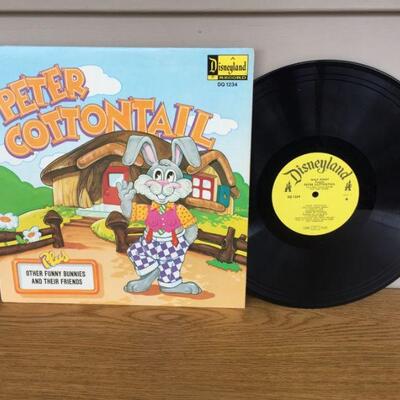 A
Disneyland
RECORD
DQ 1234
PETER
COTTONTAIL
Plus
OTHER FUNNY BUNNIES
AND THEIR FRIENDS
Disneyland
PETER COTTONTAIL
DQ 1234